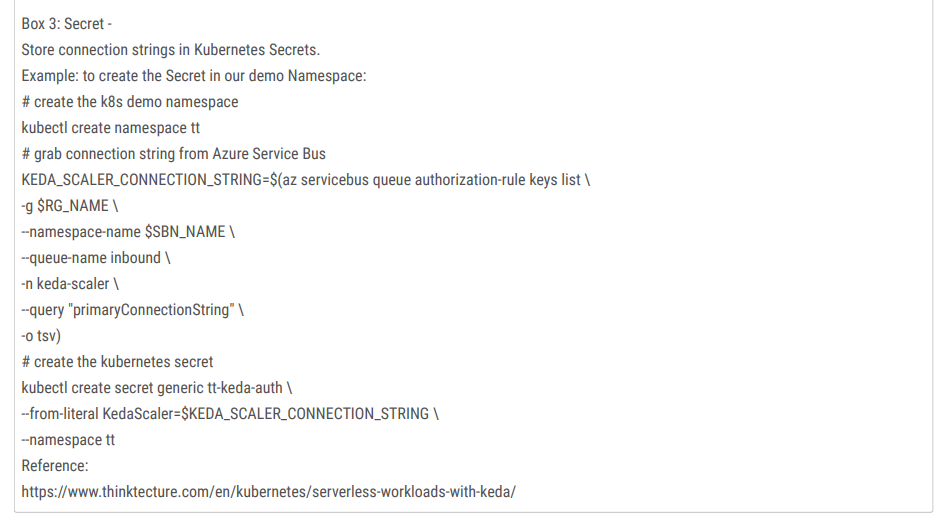 Box 3: Secret -
Store connection strings in Kubernetes Secrets.
Example: to create the Secret in our demo Namespace:
# create the k8s demo namespace
kubectl create namespace tt
# grab connection string from Azure Service Bus
KEDA_SCALER_CONNECTION_STRING=$(az servicebus queue authorization-rule keys list \
-g $RG_NAME \
--namespace-name $SBN_NAME \
--queue-name inbound \
-n keda-scaler \
--query "primaryConnectionString" \
-o tsv)
# create the kubernetes secret
kubectl create secret generic tt-keda-auth \
--from-literal KedaScaler=$KEDA_SCALER_CONNECTION_STRING \
--namespace tt
Reference:
https://www.thinktecture.com/en/kubernetes/serverless-workloads-with-keda/